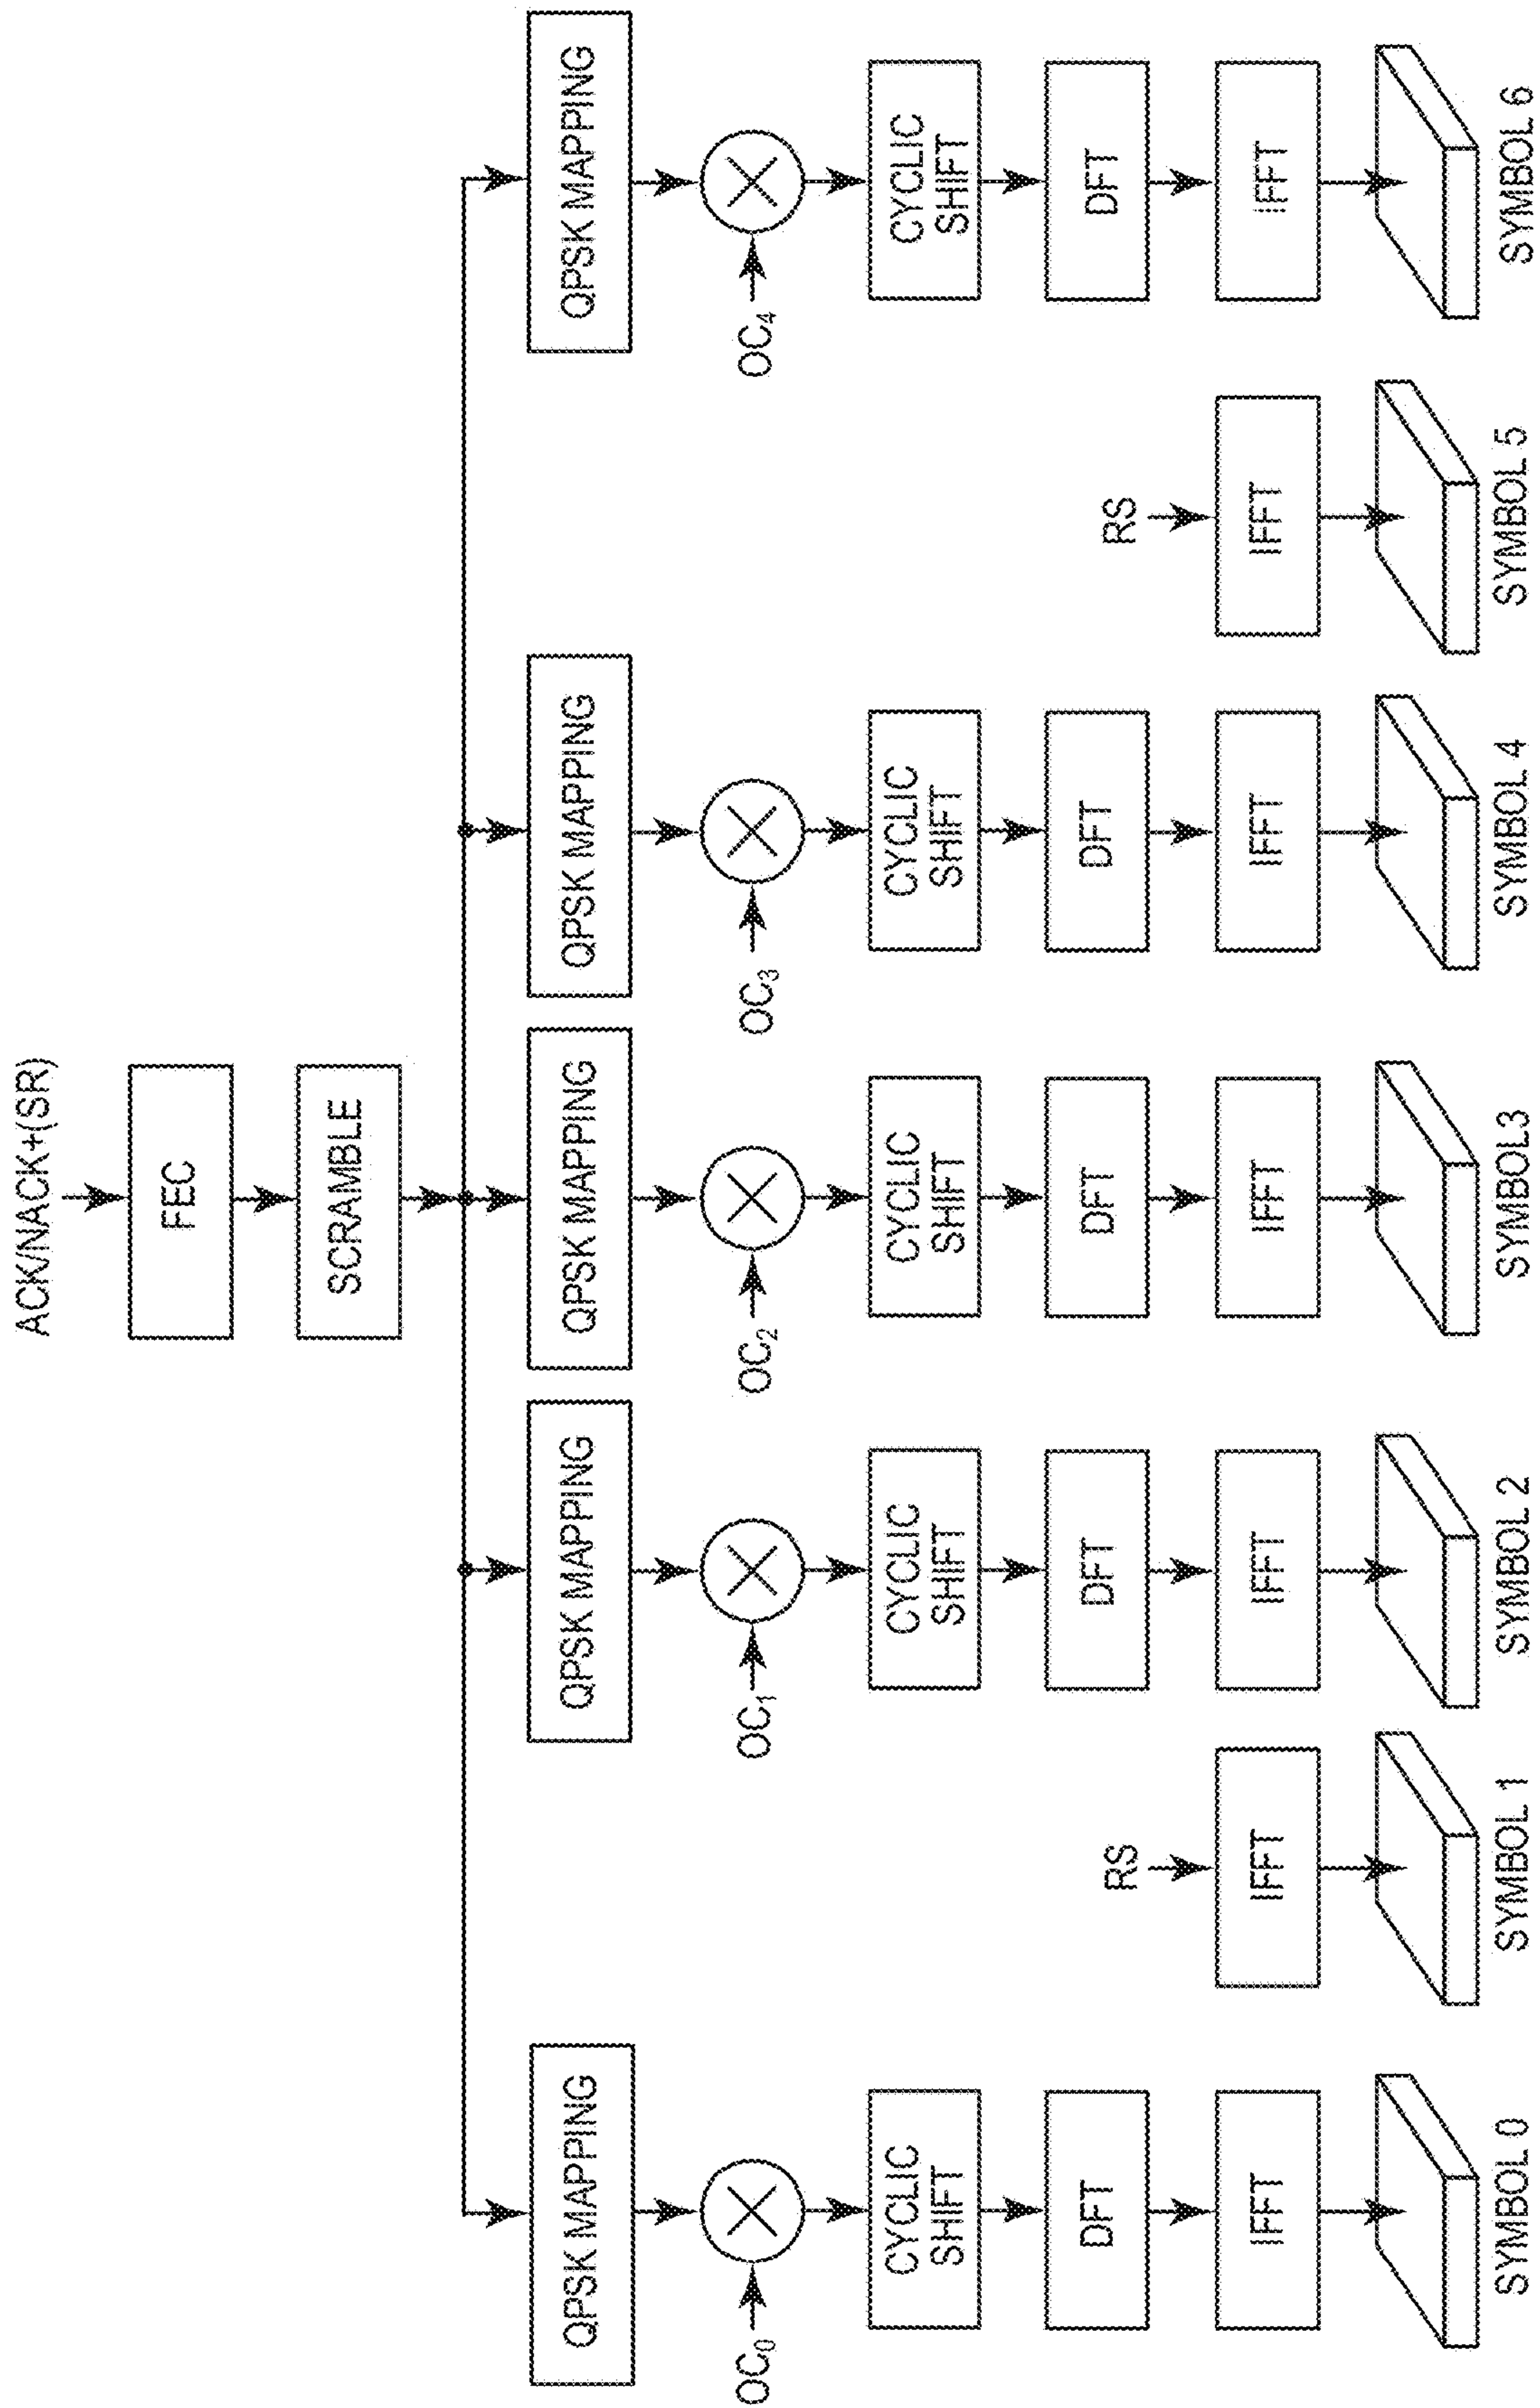 ACK/NACK+(SR)
FEC
SCRAMBLE
QPSK MAPPING
QPSK MAPPING
QPSK MAPPING
QPSK MAPPING
QPSK MAPPING
OC0
OC1
OC2
OC3
OC4
CYCLIC
SHIFT
CYCLIC
SHIFT
CYCLIC
SHIFT
CYCLIC
SHIFT
CYCLIC
SHIFT
DFT
RS
DFT
DFT
DFT
RS
DFT
IFFT
IFFT
IFFT
IFFT
IFFT
IFFT
IFFT
SYMBOL 0
SYMBOL 1
SYMBOL 2
SYMBOL3
SYMBOL 4
SYMBOL 5
SYMBOL 6